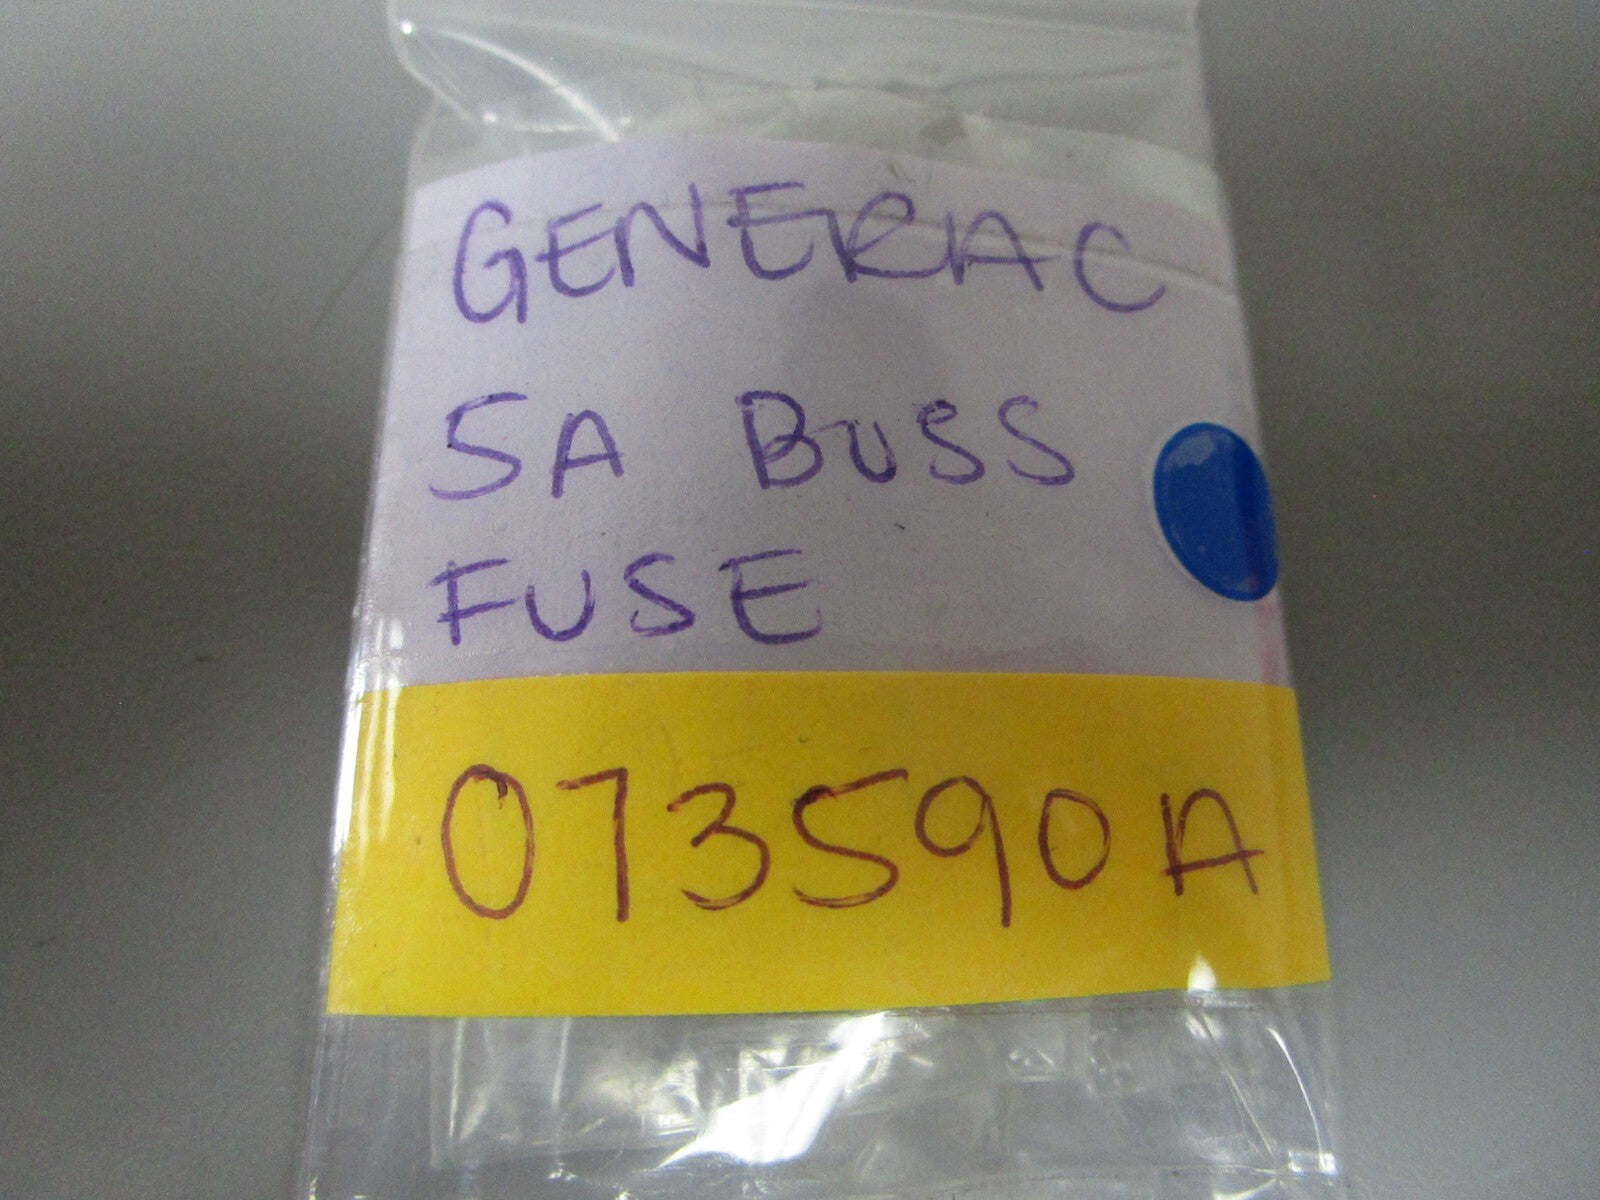 GENERAC
5A BUSS
FUSE
073590A